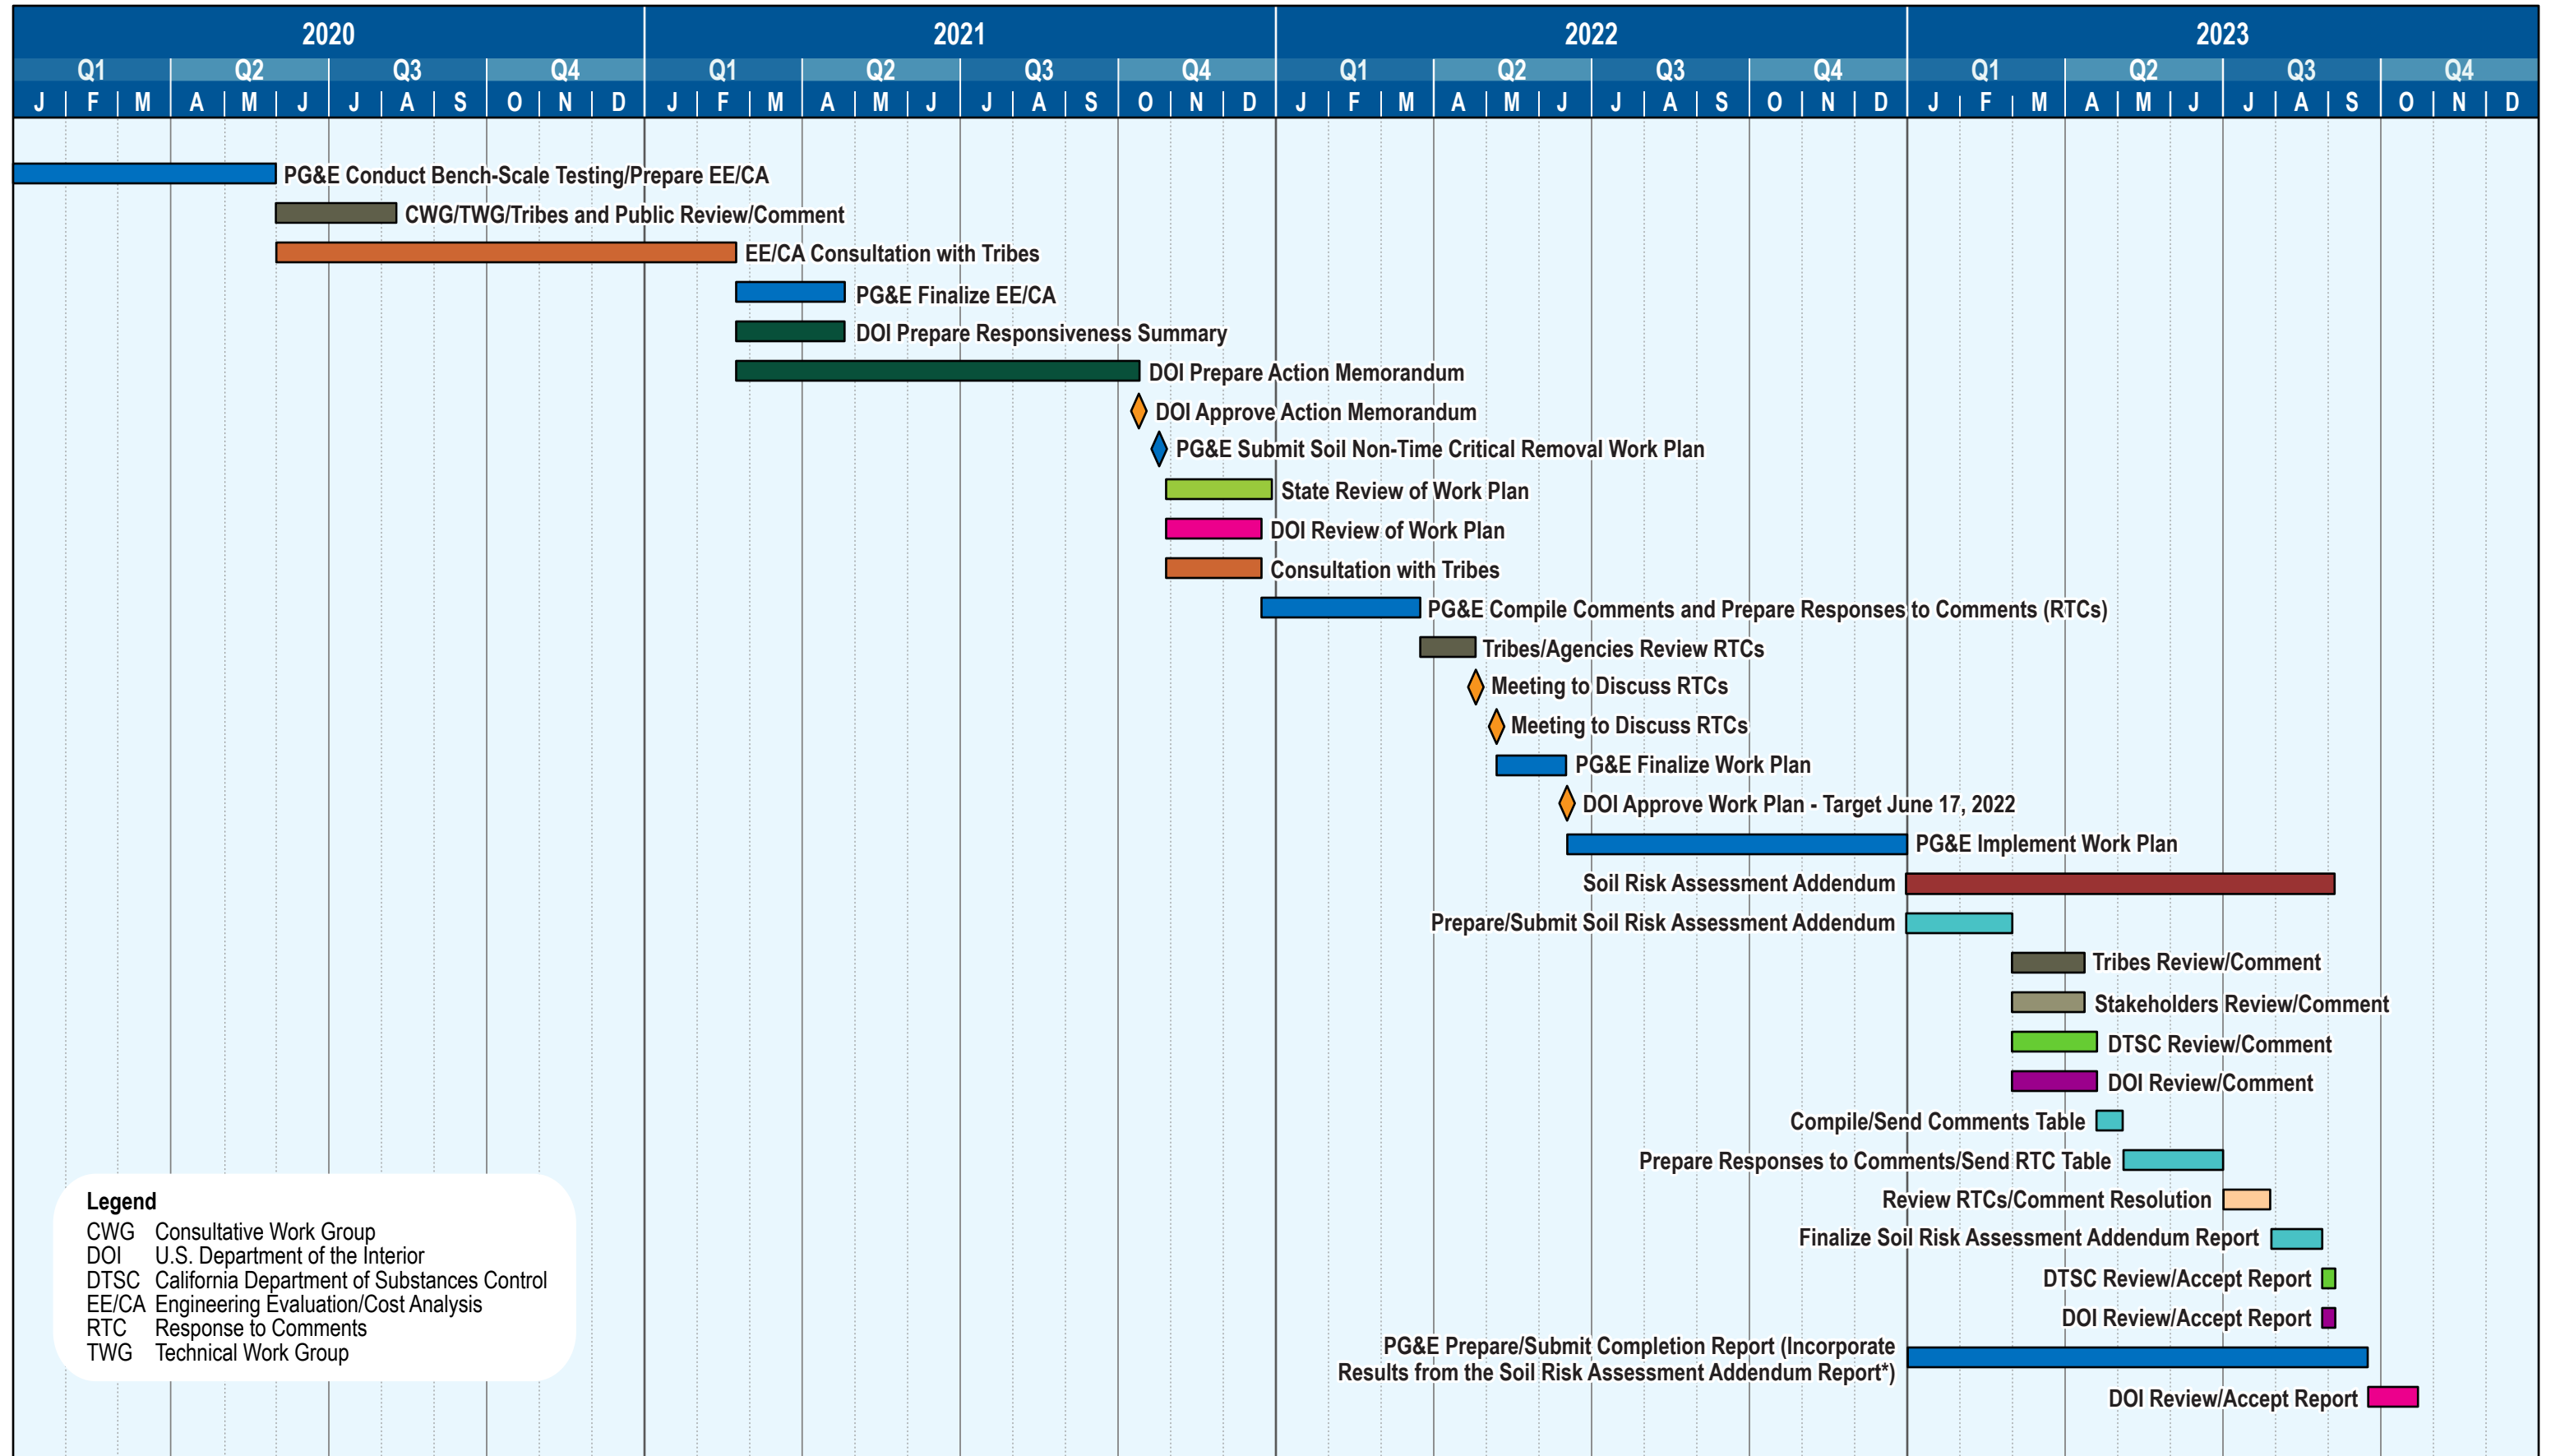 2020 2021 2022 2023
Q1 Q2 Q3 Q4 Q1 Q2 Q3 Q4 Q1 Q2 Q3 Q4 Q1 Q2 Q3 Q4
J F M A M J J A S O N D J F M A M J J A S O N D J F M A M J J A S O N D J F M A M J J A S O N D
PG&E Conduct Bench-Scale Testing/Prepare EE/CA
CWG/TWG/Tribes and Public Review/Comment
EE/CA Consultation with Tribes
PG&E Finalize EE/CA
DOI Prepare Responsiveness Summary
DOI Prepare Action Memorandum
DOI Approve Action Memorandum
PG&E Submit Soil Non-Time Critical Removal Work Plan
State Review of Work Plan
DOI Review of Work Plan
Consultation with Tribes
PG&E Compile Comments and Prepare Responses to Comments (RTCs)
Tribes/Agencies Review RTCs
Meeting to Discuss RTCs
Meeting to Discuss RTCs
PG&E Finalize Work Plan
DOI Approve Work Plan - Target June 17, 2022
PG&E Implement Work Plan
Soil Risk Assessment Addendum
Prepare/Submit Soil Risk Assessment Addendum
Tribes Review/Comment
Stakeholders Review/Comment
DTSC Review/Comment
DOI Review/Comment
Compile/Send Comments Table
Prepare Responses to Comments/Send RTC Table
Review RTCs/Comment Resolution
Finalize Soil Risk Assessment Addendum Report
DTSC Review/Accept Report
DOI Review/Accept Report
PG&E Prepare/Submit Completion Report (Incorporate
Results from the Soil Risk Assessment Addendum Report*)
DOI Review/Accept Report
Legend
CWG Consultative Work Group
DOI U.S. Department of the Interior
DTSC California Department of Substances Control
EE/CA Engineering Evaluation/Cost Analysis
RTC Response to Comments
TWG Technical Work Group